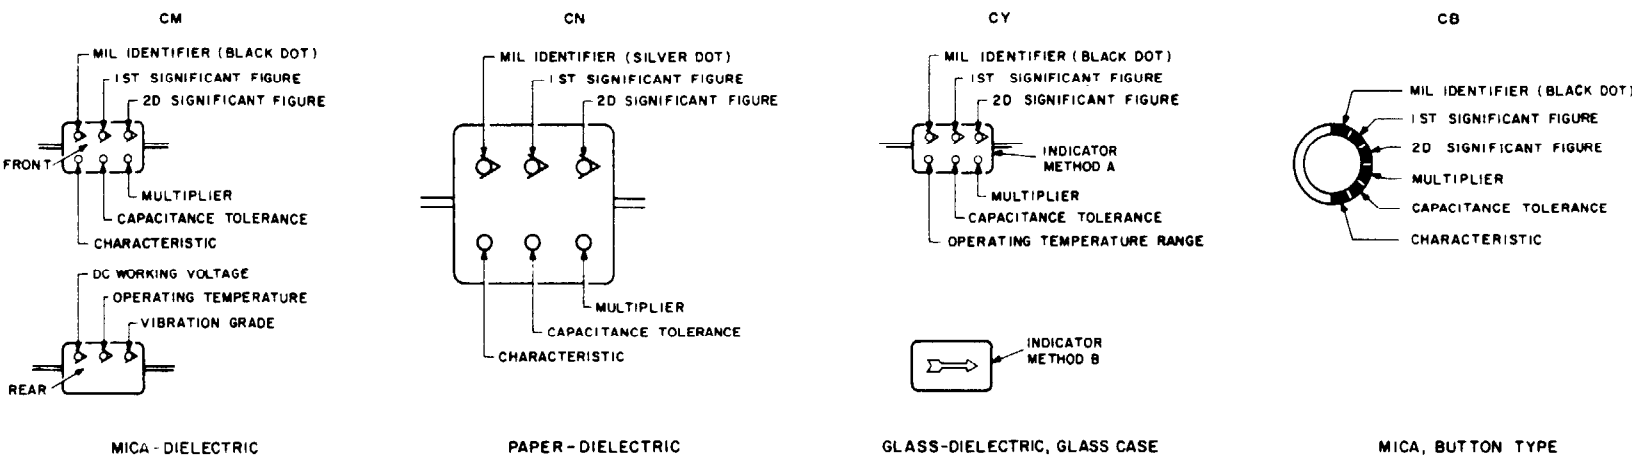 CM
MIL IDENTIFIER (BLACK DOT)
1ST SIGNIFICANT FIGURE
2D SIGNIFICANT FIGURE
FRONT
MULTIPLIER
CAPACITANCE TOLERANCE
CHARACTERISTIC
DC WORKING VOLTAGE
OPERATING TEMPERATURE
VIBRATION GRADE
REAR
MICA-DIELECTRIC
CN
MIL IDENTIFIER (SILVER DOT)
1ST SIGNIFICANT FIGURE
2D SIGNIFICANT FIGURE
MULTIPLIER
CAPACITANCE TOLERANCE
CHARACTERISTIC
PAPER-DIELECTRIC
CY
MIL IDENTIFIER (BLACK DOT)
1ST SIGNIFICANT FIGURE
2D SIGNIFICANT FIGURE
INDICATOR
METHOD A
MULTIPLIER
CAPACITANCE TOLERANCE
OPERATING TEMPERATURE RANGE
INDICATOR
METHOD B
GLASS-DIELECTRIC, GLASS CASE
CB
MIL IDENTIFIER (BLACK DOT)
1ST SIGNIFICANT FIGURE
2D SIGNIFICANT FIGURE
MULTIPLIER
CAPACITANCE TOLERANCE
CHARACTERISTIC
MICA, BUTTON TYPE